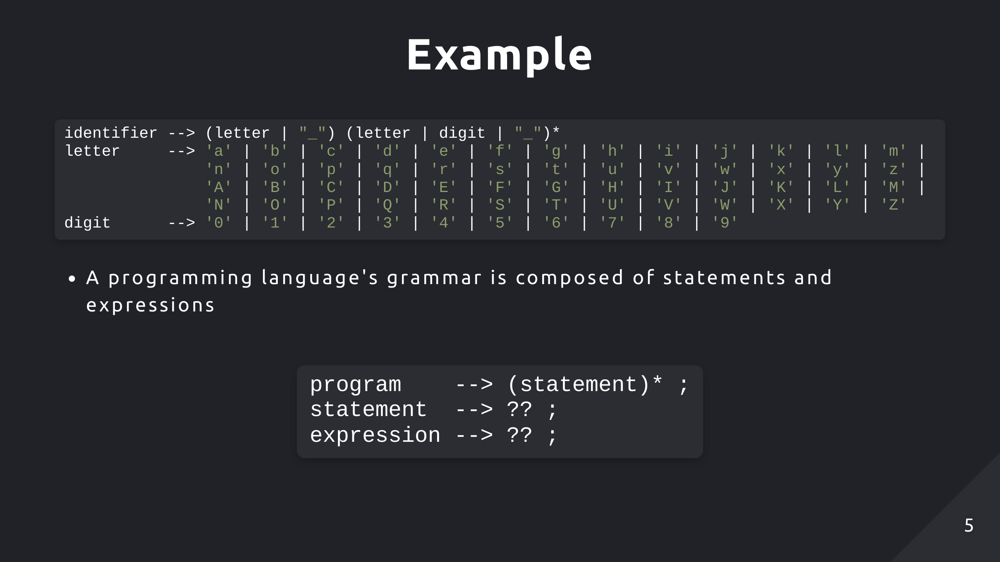 Example
identifier --> (letter | "_") (letter | digit | "_")*
letter     --> 'a' | 'b' | 'c' | 'd' | 'e' | 'f' | 'g' | 'h' | 'i' | 'j' | 'k' | 'l' | 'm' |
'n' | 'o' | 'p' | 'q' | 'r' | 's' | 't' | 'u' | 'v' | 'w' | 'x' | 'y' | 'z' |
'A' | 'B' | 'C' | 'D' | 'E' | 'F' | 'G' | 'H' | 'I' | 'J' | 'K' | 'L' | 'M' |
'N' | 'O' | 'P' | 'Q' | 'R' | 'S' | 'T' | 'U' | 'V' | 'W' | 'X' | 'Y' | 'Z'
digit      --> '0' | '1' | '2' | '3' | '4' | '5' | '6' | '7' | '8' | '9'
• A programming language's grammar is composed of statements and
expressions
program    --> (statement)* ;
statement  --> ?? ;
expression --> ?? ;
5